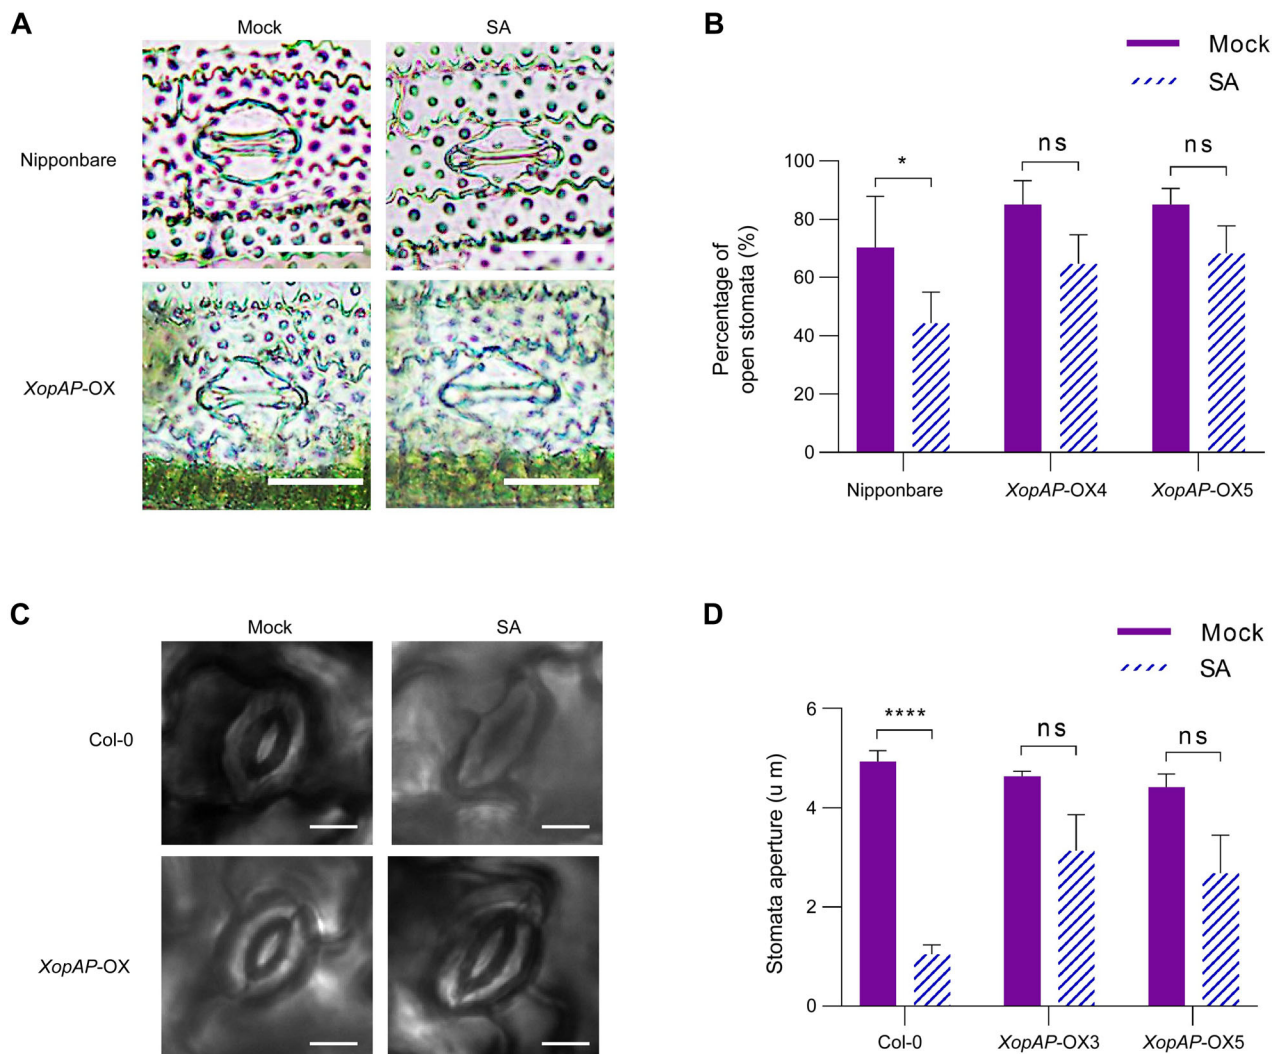 A
Mock
SA
Nipponbare
XopAP-OX
B
Mock
SA
Percentage of
open stomata (%)
100
80
60
40
20
0
*
ns
ns
Nipponbare
XopAP-OX4
XopAP-OX5
C
Mock
SA
Col-0
XopAP-OX
D
Mock
SA
Stomata aperture (u m)
6
4
2
0
****
ns
ns
Col-0
XopAP-OX3
XopAP-OX5